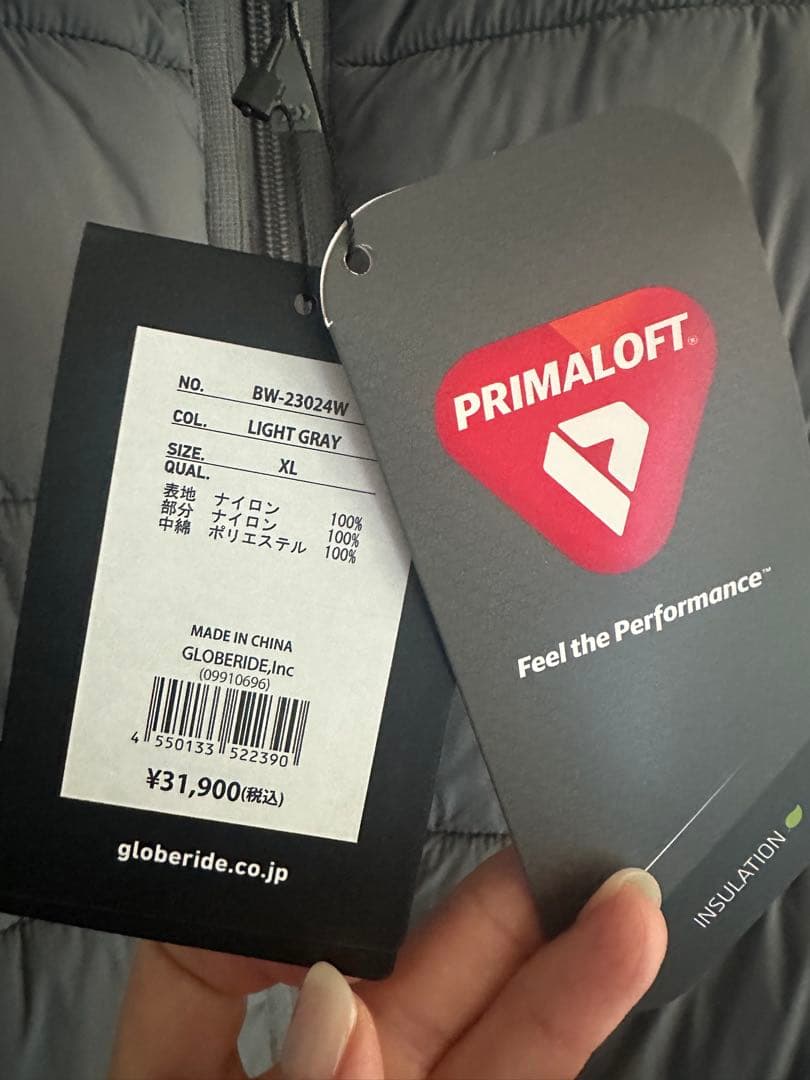 NO. BW-23024W
COL. LIGHT GRAY
SIZE. XL
QUAL.
表地 ナイロン 100%
部分 ナイロン 100%
中綿 ポリエステル 100%
MADE IN CHINA
GLOBERIDE,Inc
(09910696)
4 550133 522390
¥31,900(税込)
globeride.co.jp
PRIMALOFT®
Feel the Performance™
INSULATION